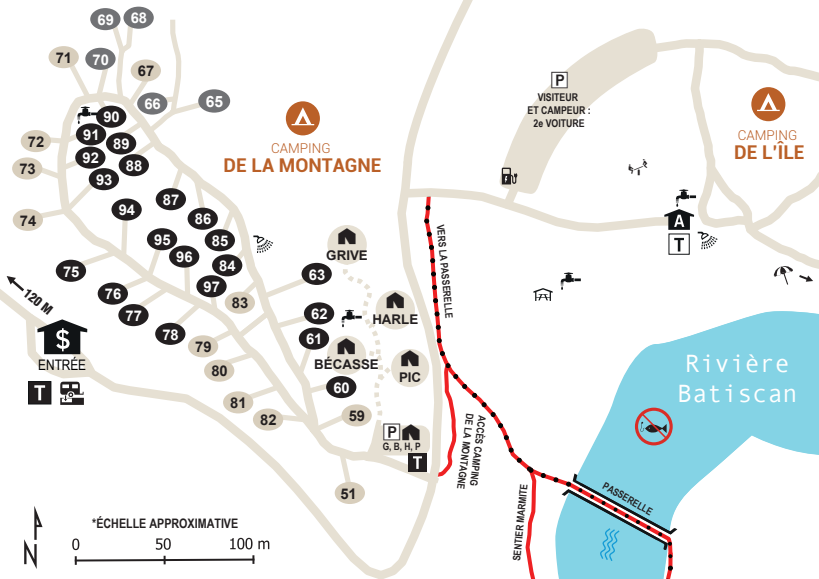 69
68
71
70
67
66
65
90
91
89
72
92
88
73
93
87
74
94
86
95
85
96
84
75
97
83
76
77
78
79
80
81
82
63
62
61
60
59
51
CAMPING
DE LA MONTAGNE
P
VISITEUR
ET CAMPEUR :
2e VOITURE
CAMPING
DE L'ÎLE
A
T
GRIVE
HARLE
BÉCASSE
PIC
P
G, B, H, P
T
120 M
$
ENTRÉE
T
VERS LA PASSERELLE
ACCÈS CAMPING
DE LA MONTAGNE
SENTIER MARMITE
PASSERELLE
Rivière
Batiscan
N
*ÉCHELLE APPROXIMATIVE
0 50 100 m